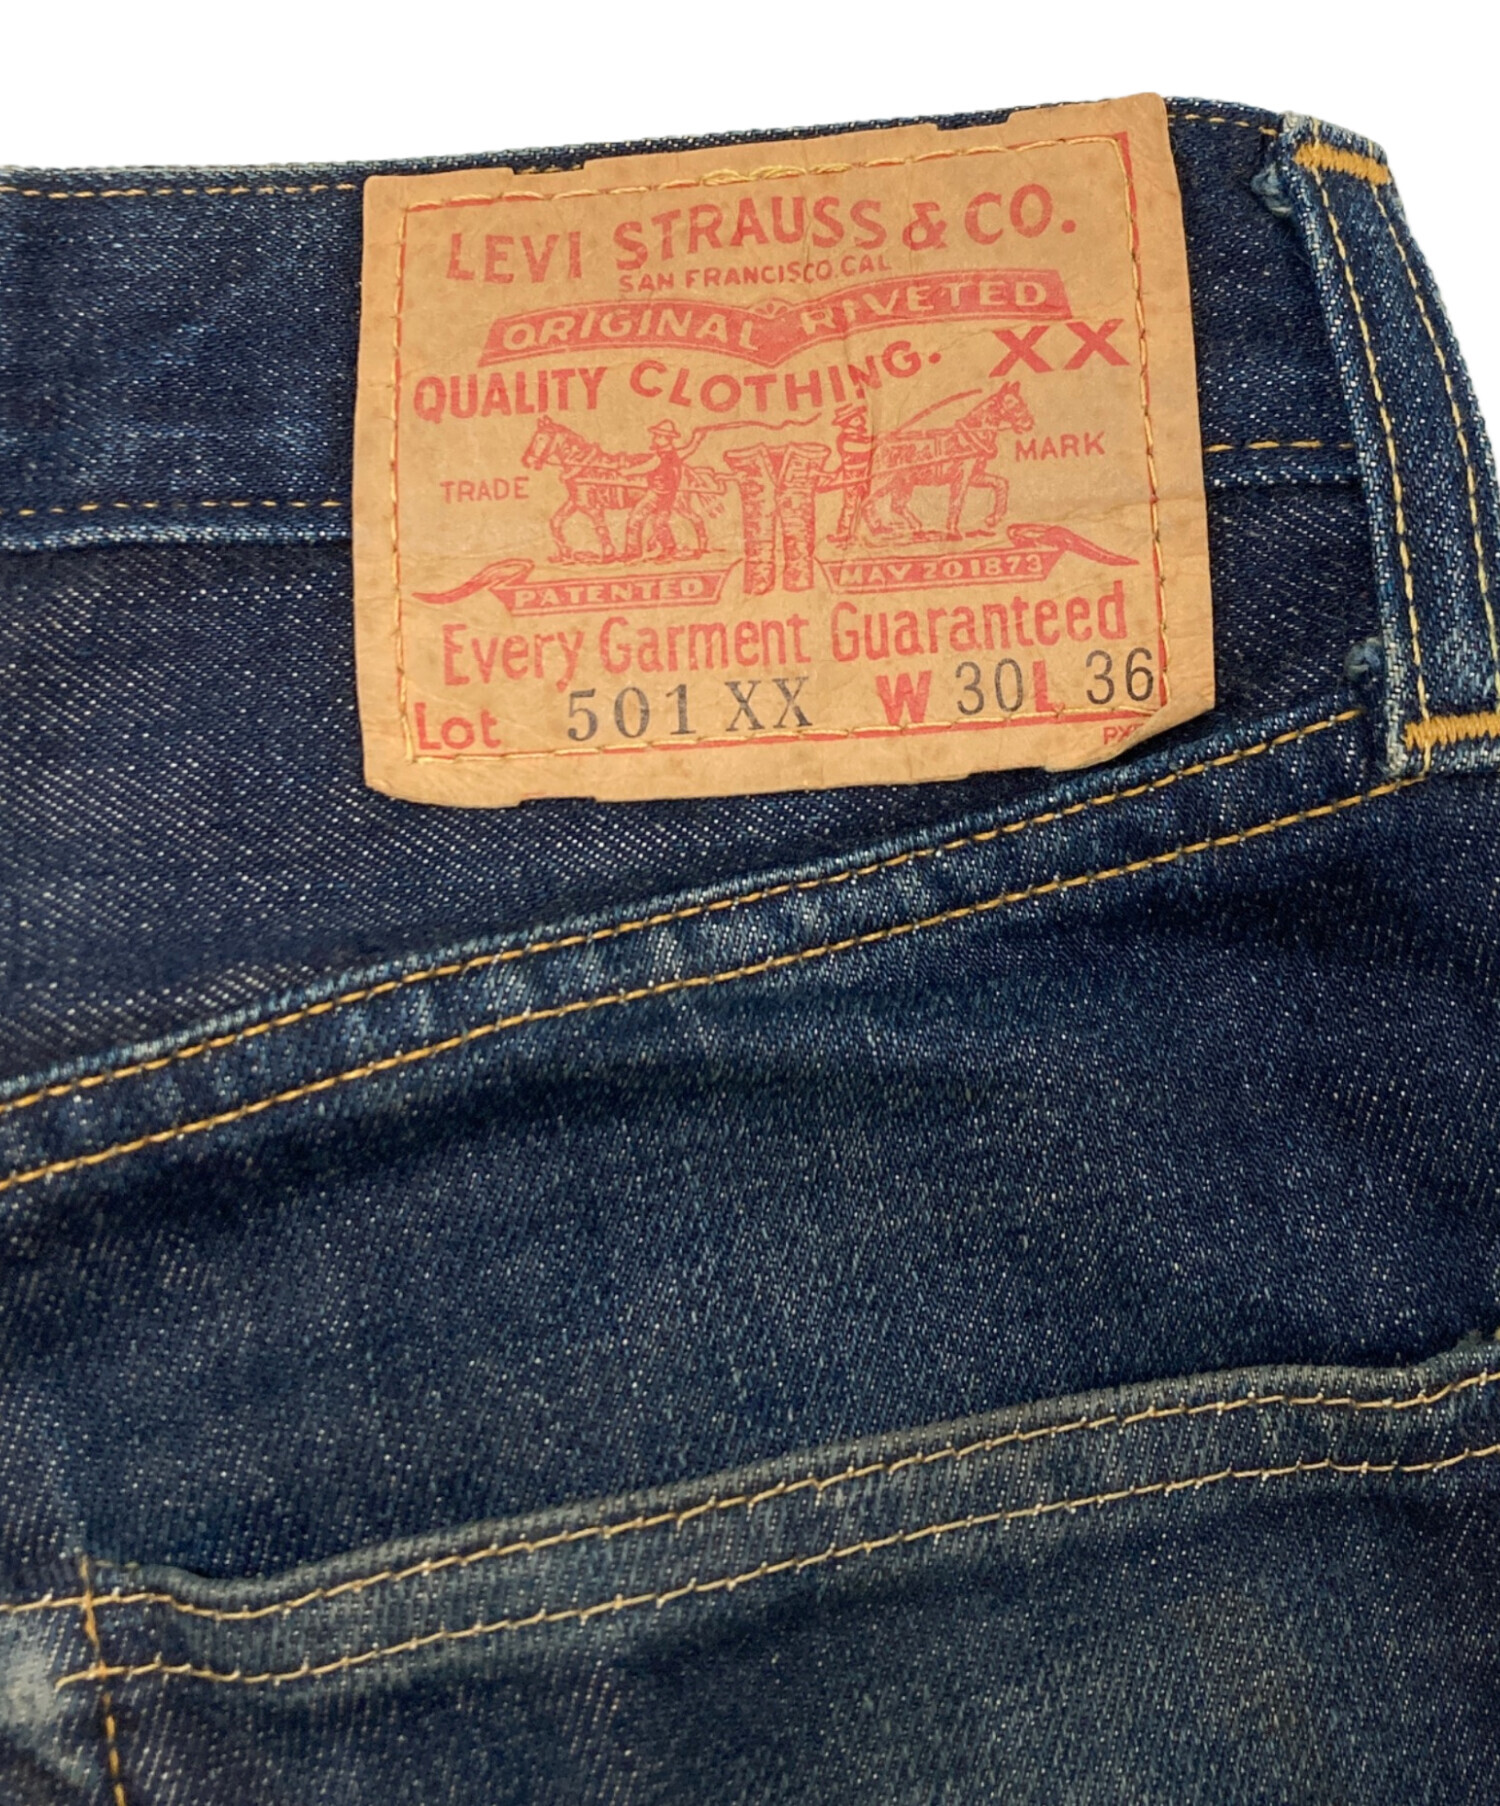 LEVI STRAUSS & CO.
SAN FRANCISCO, CAL
ORIGINAL RIVETED
QUALITY CLOTHING. XX
TRADE MARK
PATENTED MAY 20 1873
Every Garment Guaranteed
Lot 501 XX W 30 L 36